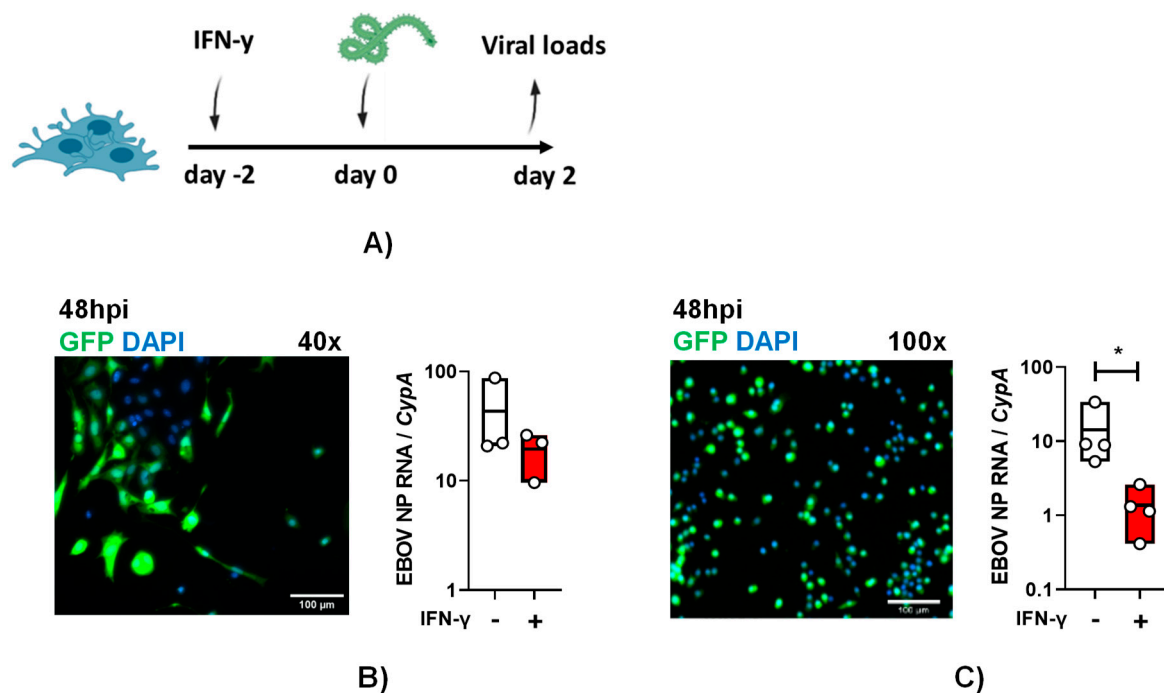 IFN-γ
Viral loads
day -2
day 0
day 2
A)
48hpi
GFP DAPI 40x
100 µm
EBOV NP RNA / CypA
100
10
1
IFN-γ - +
B)
48hpi
GFP DAPI 100x
100 µm
EBOV NP RNA / CypA
*
100
10
1
0.1
IFN-γ - +
C)